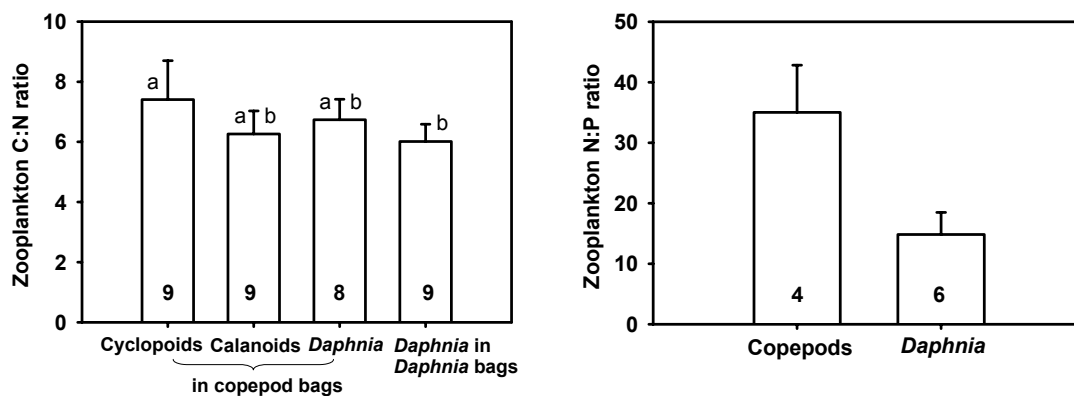 Zooplankton C:N ratio
10
8
6
4
2
0
a
a b
a b
b
9
9
8
9
Cyclopoids
Calanoids
Daphnia
Daphnia in
Daphnia bags
in copepod bags
Zooplankton N:P ratio
50
40
30
20
10
0
4
6
Copepods
Daphnia